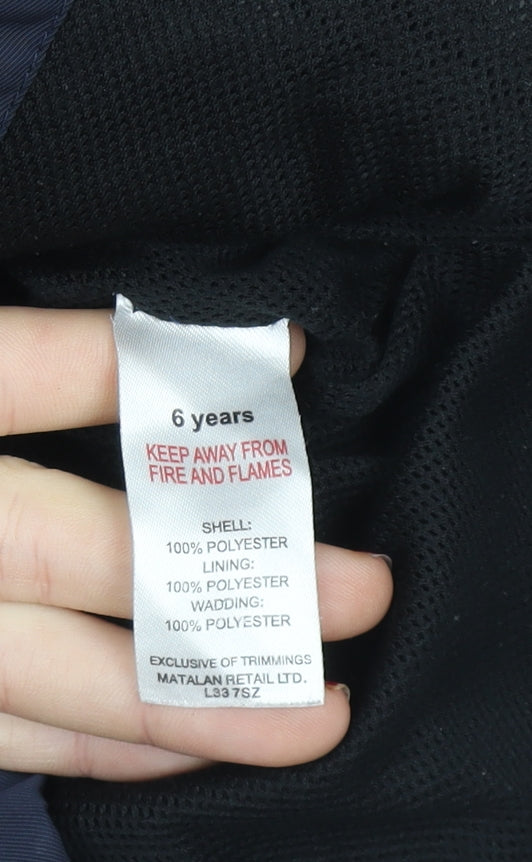 6 years
KEEP AWAY FROM
FIRE AND FLAMES
SHELL:
100% POLYESTER
LINING:
100% POLYESTER
WADDING:
100% POLYESTER
EXCLUSIVE OF TRIMMINGS
MATALAN RETAIL LTD.
L33 7SZ